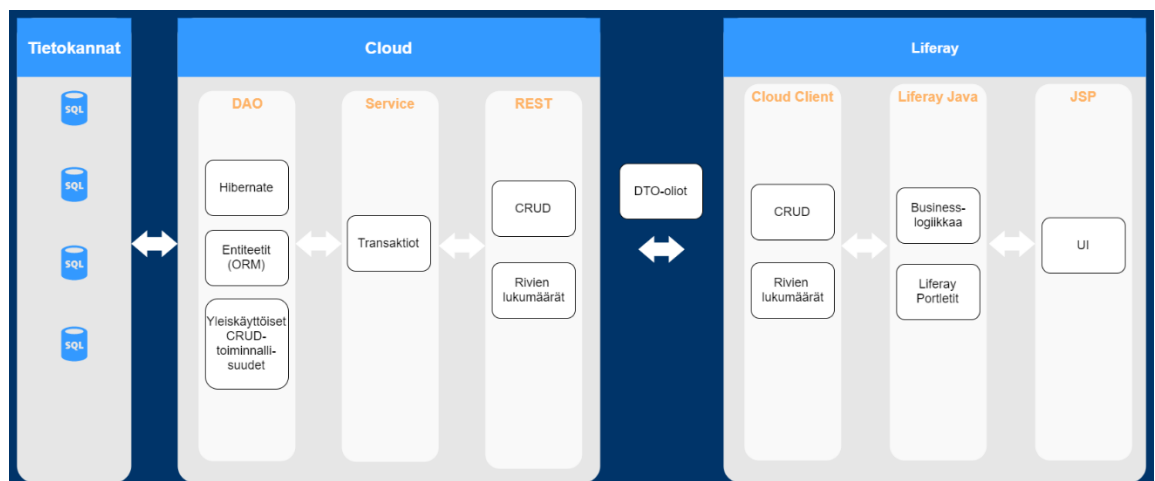 Tietokannat
SQL
SQL
SQL
SQL
Cloud
DAO
Hibernate
Entiteetit
(ORM)
Yleiskäyttöiset
CRUD-
toiminnalli-
suudet
Service
Transaktiot
REST
CRUD
Rivien
lukumäärät
DTO-oliot
Liferay
Cloud Client
CRUD
Rivien
lukumäärät
Liferay Java
Business-
logiikkaa
Liferay
Portletit
JSP
UI